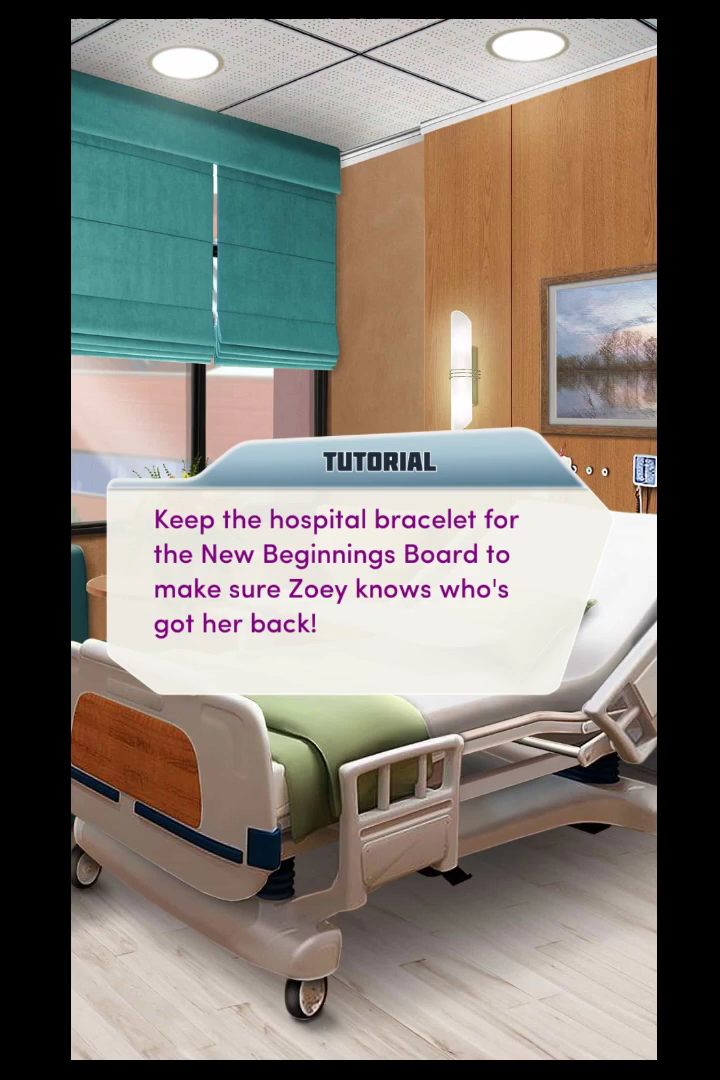 TUTORIAL
Keep the hospital bracelet for
the New Beginnings Board to
make sure Zoey knows who's
got her back!